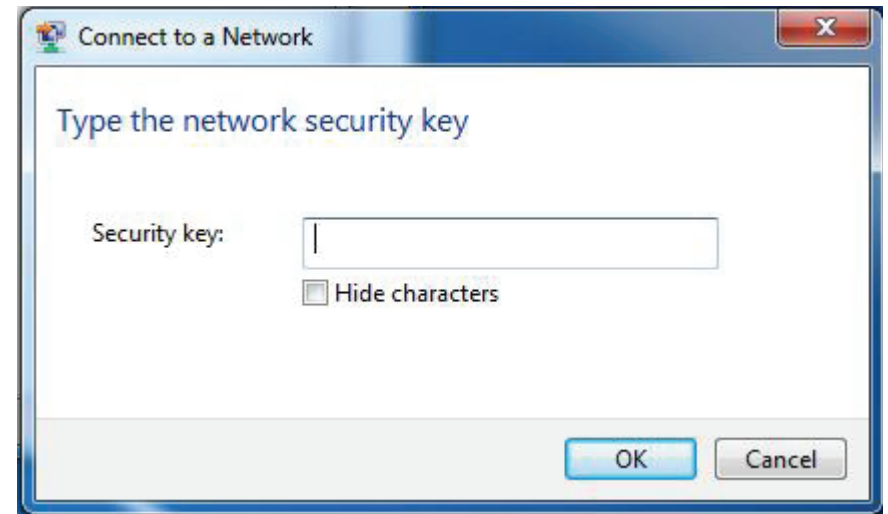 Connect to a Network
Type the network security key
Security key:
Hide characters
OK Cancel